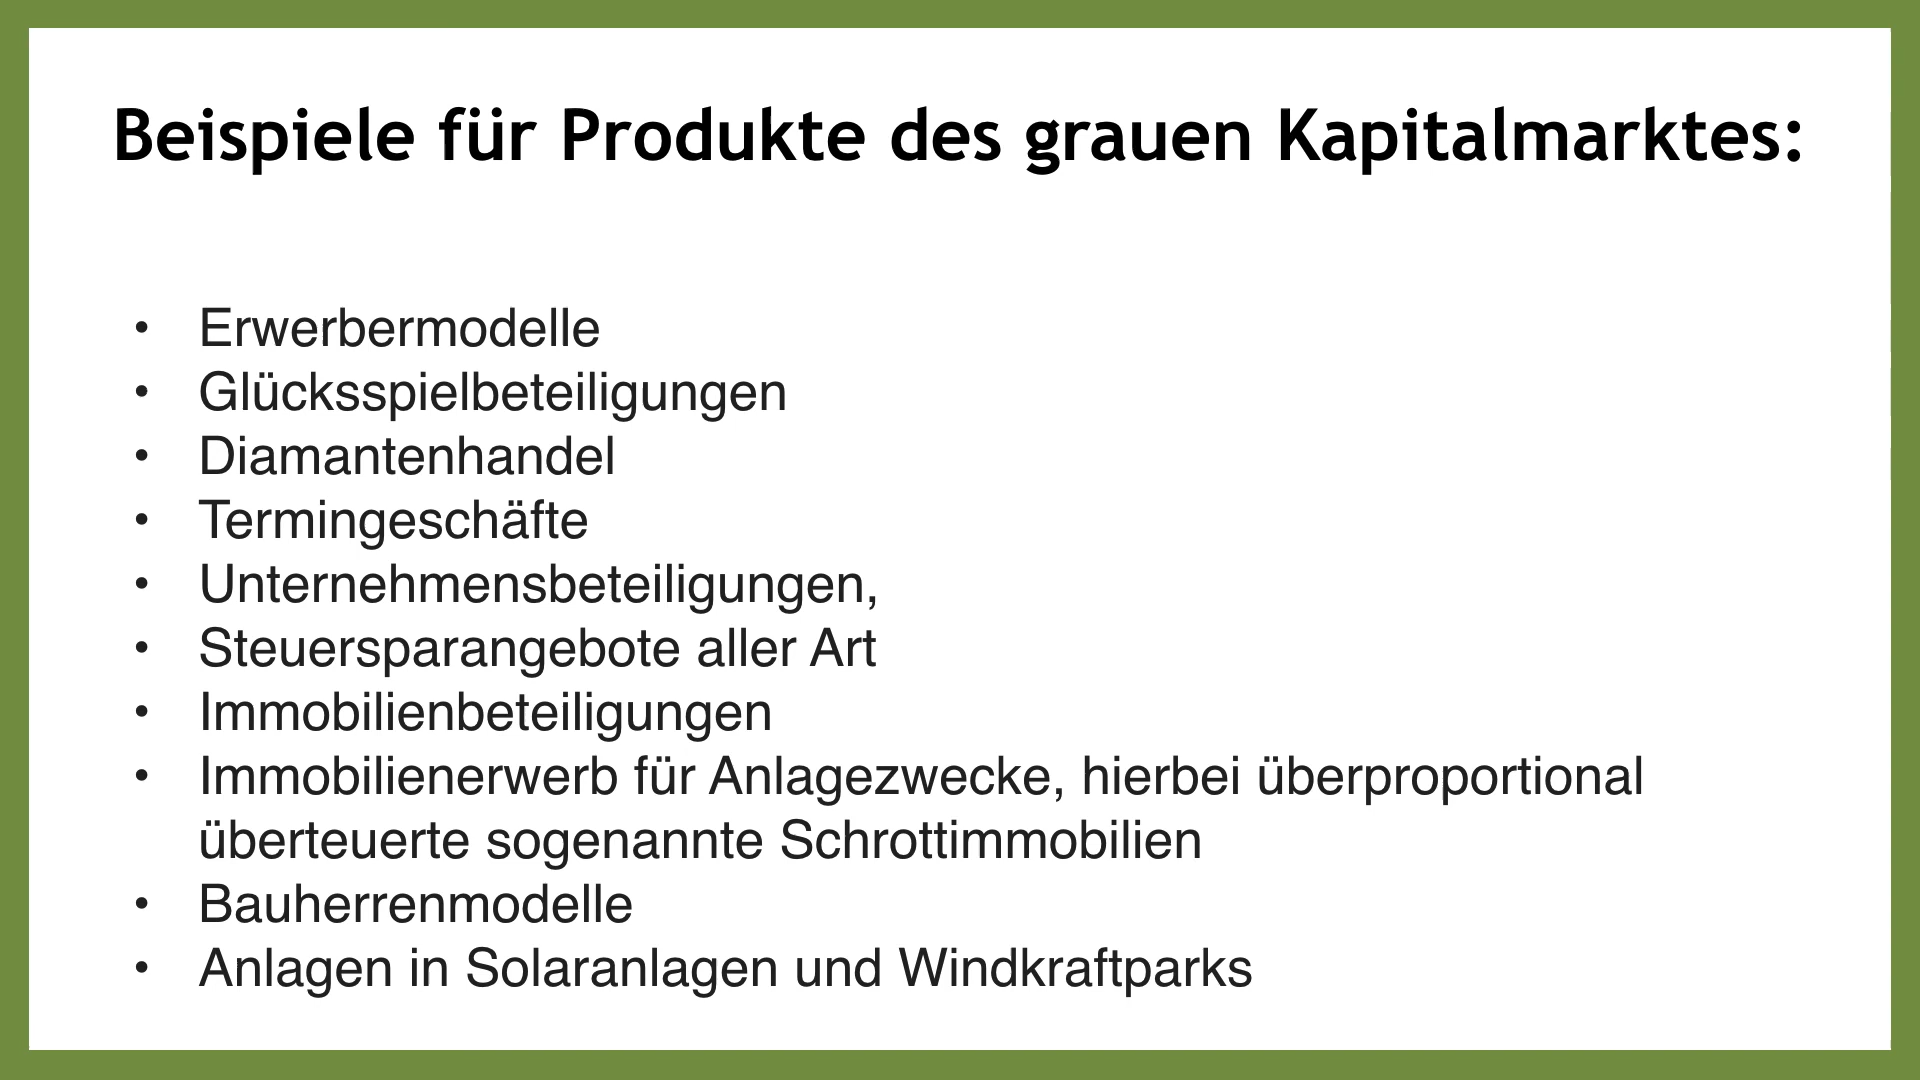 Beispiele für Produkte des grauen Kapitalmarktes:
• Erwerbermodelle
• Glücksspielbeteiligungen
• Diamantenhandel
• Termingeschäfte
• Unternehmensbeteiligungen,
• Steuersparangebote aller Art
• Immobilienbeteiligungen
• Immobilienerwerb für Anlagezwecke, hierbei überproportional
überteuerte sogenannte Schrottimmobilien
• Bauherrenmodelle
• Anlagen in Solaranlagen und Windkraftparks